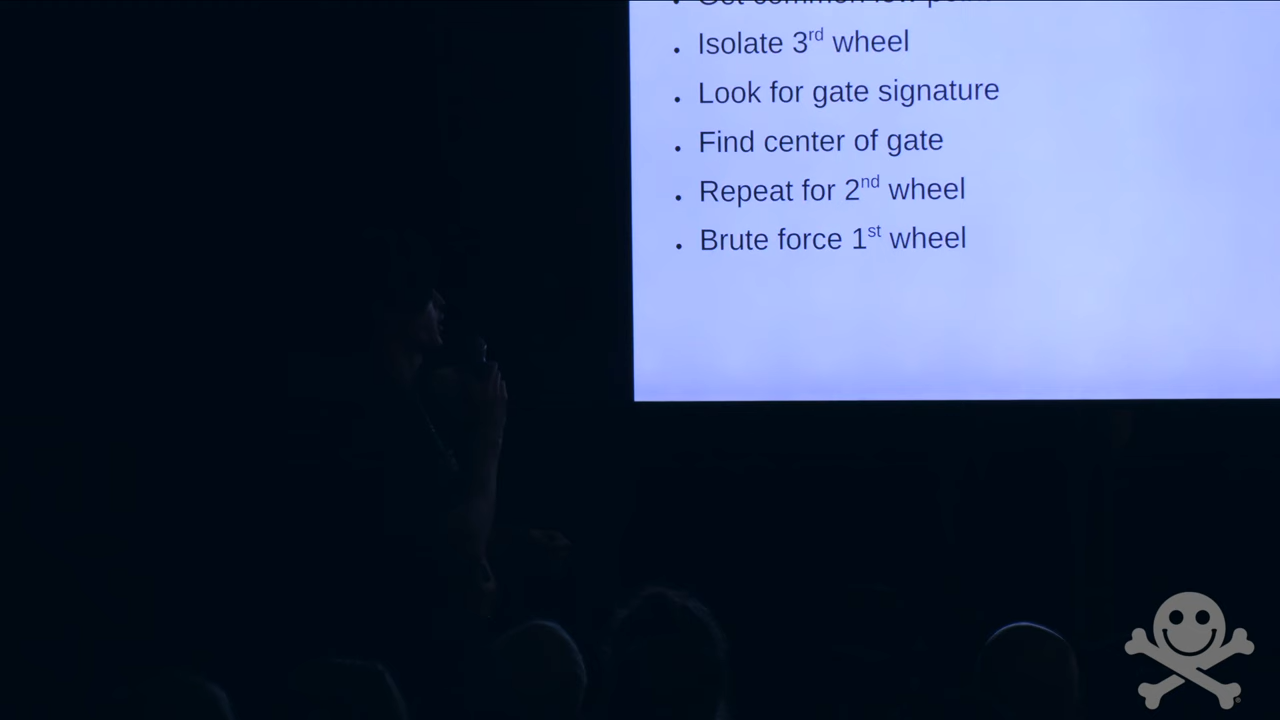 • Isolate 3rd wheel
• Look for gate signature
• Find center of gate
• Repeat for 2nd wheel
• Brute force 1st wheel